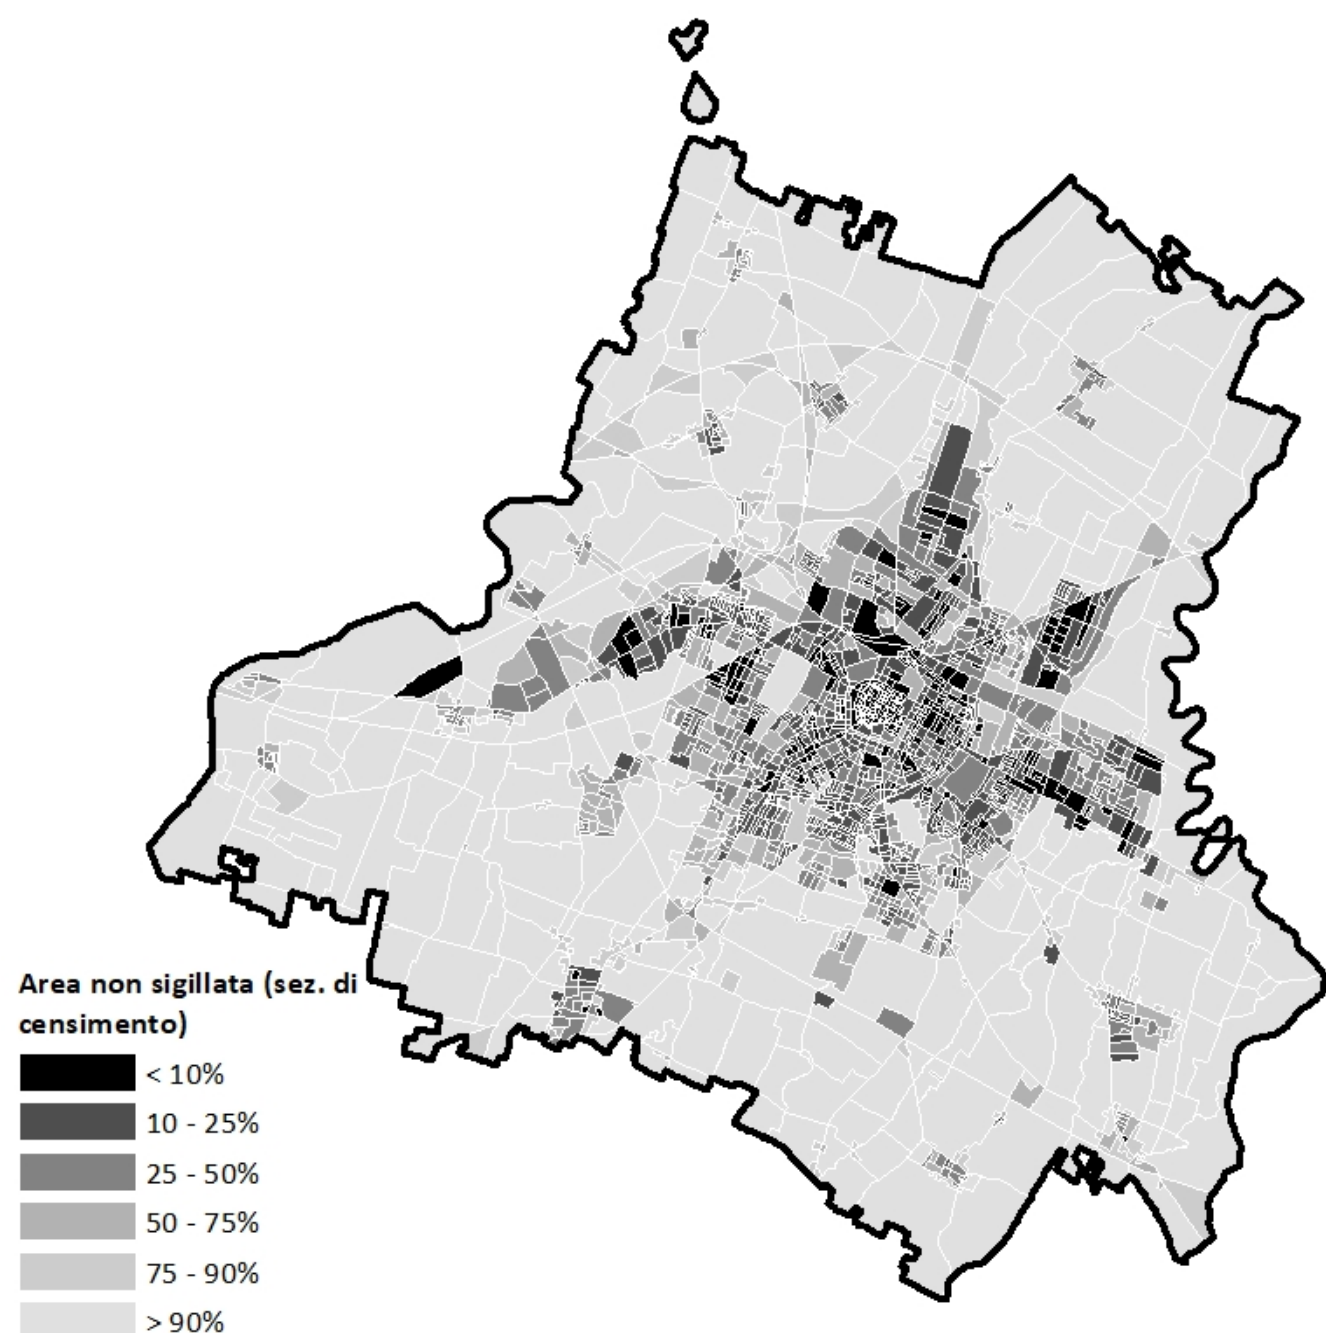 Area non sigillata (sez. di
censimento)
< 10%
10 - 25%
25 - 50%
50 - 75%
75 - 90%
> 90%